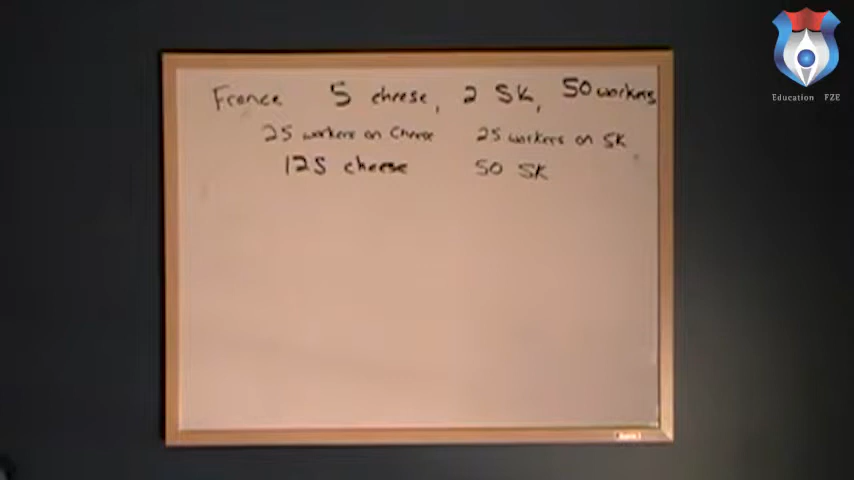 Education FZE
France 5 cheese, 2 SK, 50 workers
25 workers on Cheese 25 workers on SK
125 cheese 50 SK